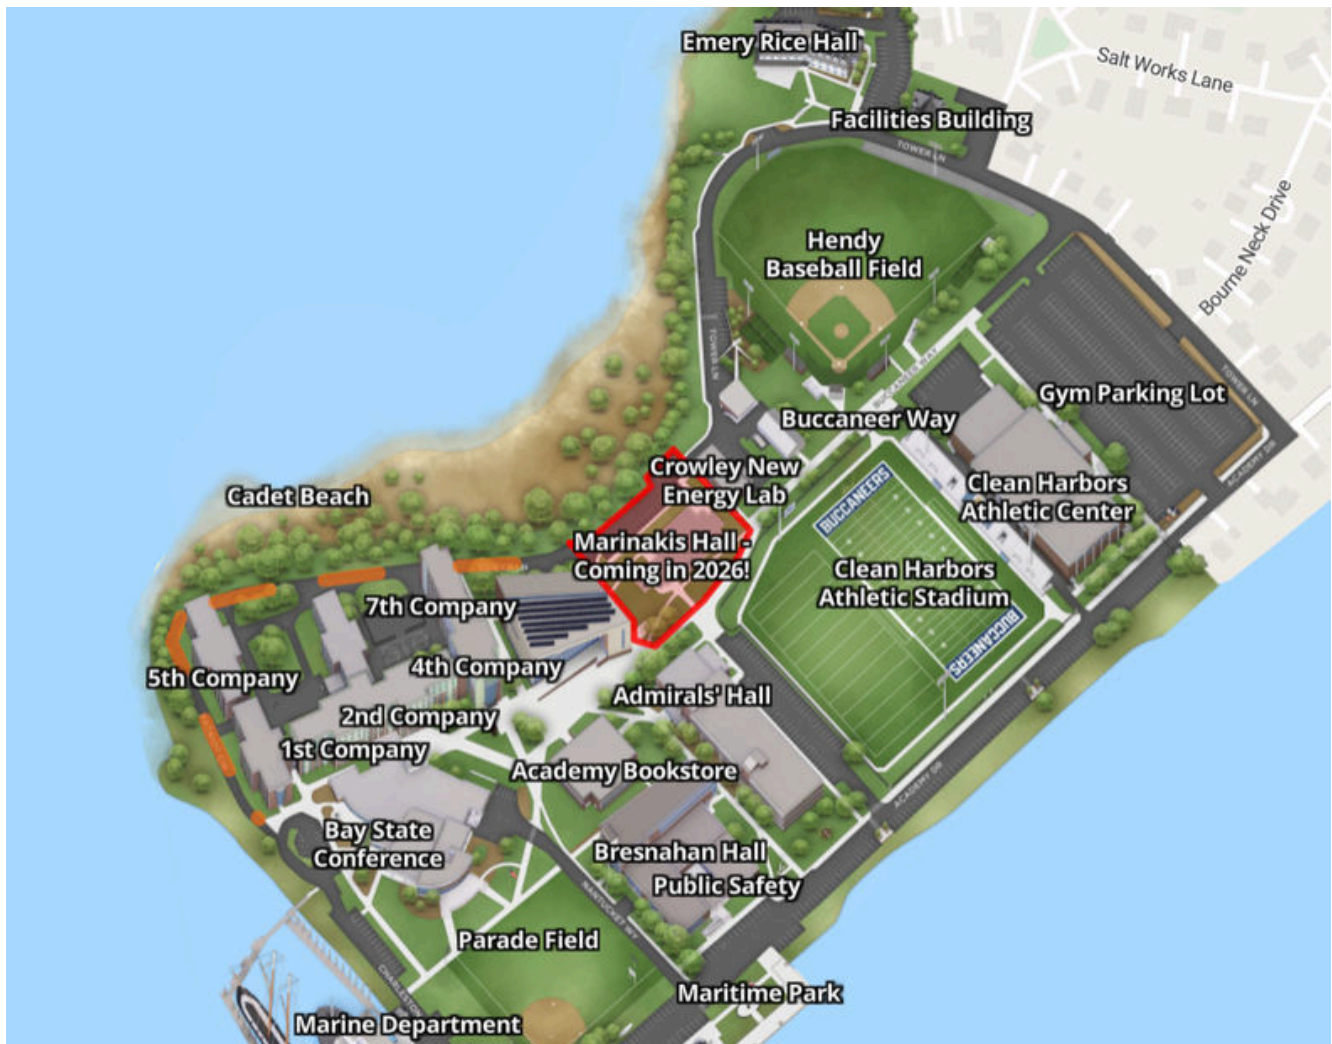 Emery Rice Hall
Salt Works Lane
Facilities Building
TOWER LN
Hendy
Baseball Field
Bourne Neck Drive
TOWER LN
BUCCANEER WAY
TOWER LN
Gym Parking Lot
Buccaneer Way
ACADEMY DR
Crowley New
Energy Lab
BUCCANEERS
Clean Harbors
Athletic Center
Cadet Beach
Marinakis Hall -
Coming in 2026!
Clean Harbors
Athletic Stadium
BUCCANEERS
7th Company
4th Company
5th Company
Admirals' Hall
2nd Company
1st Company
Academy Bookstore
ACADEMY DR
Bay State
Conference
Bresnahan Hall
Public Safety
NANTUCKET WY
Parade Field
CHARLESTON
Maritime Park
Marine Department